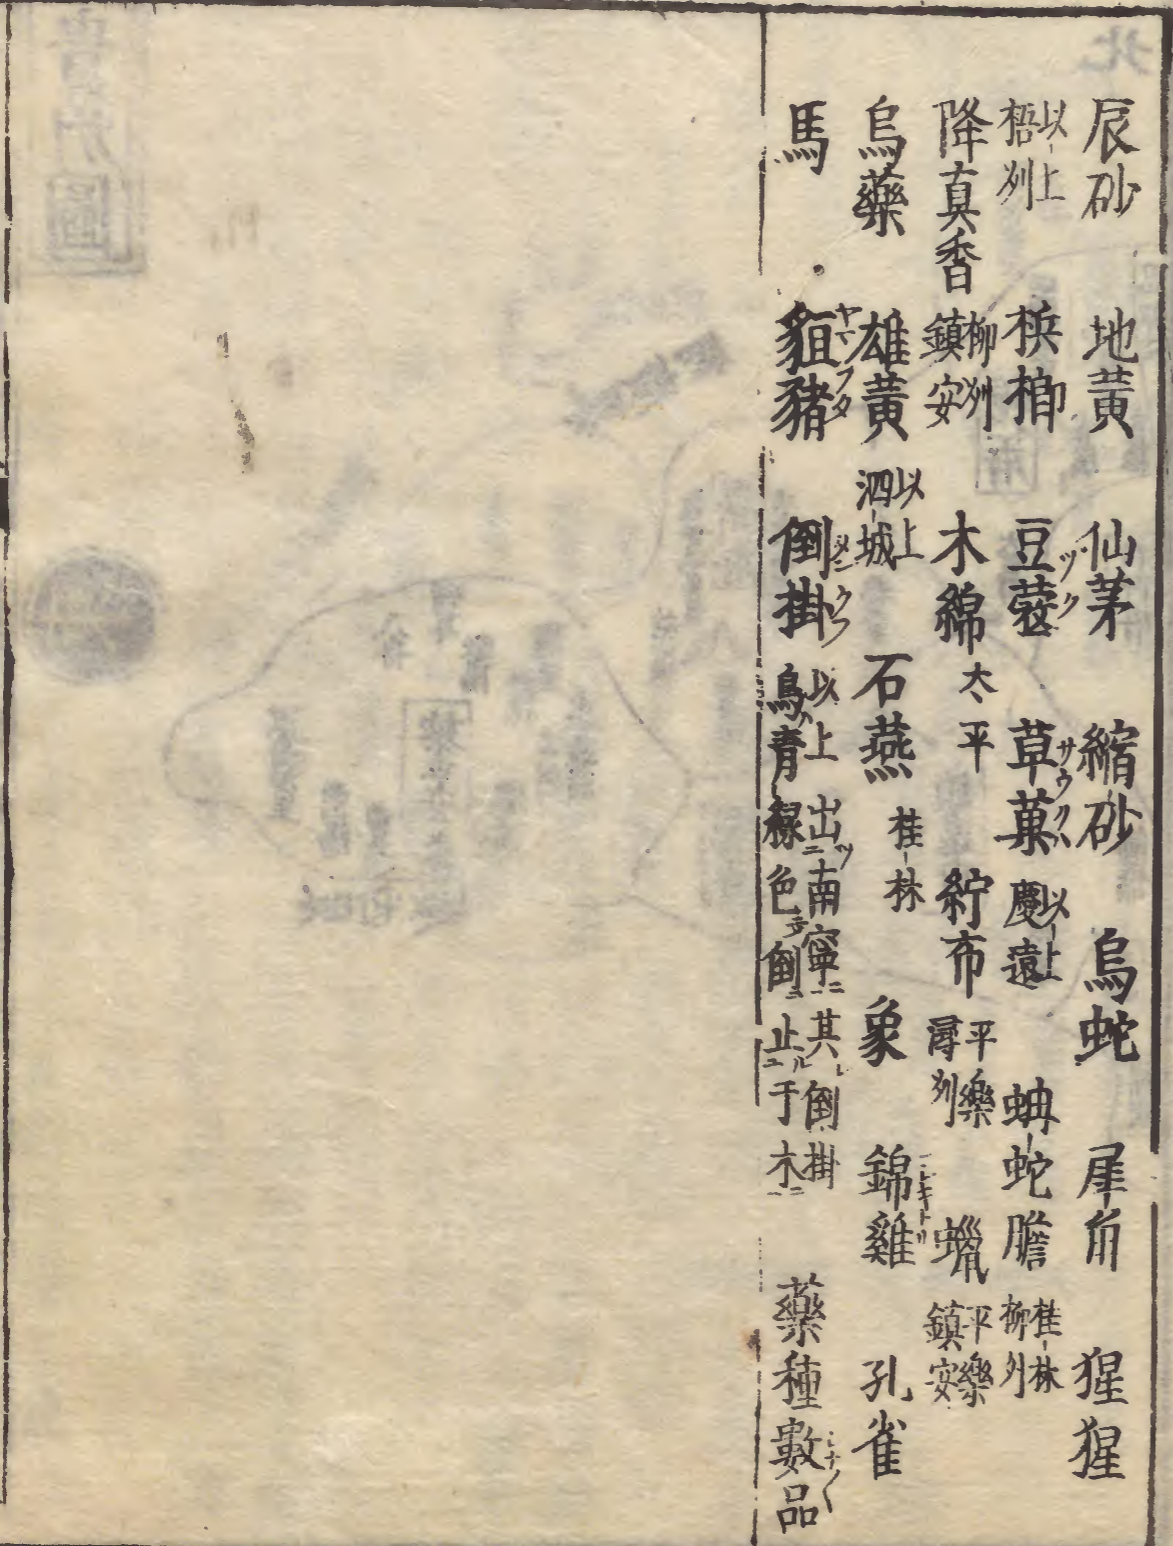 辰砂 地黄 仙茅 縮砂 烏蛇 犀角 猩猩
以上梧州 梹榔 豆蔲 草菓 以上慶遠 蚺蛇膽 桂林柳州
降真香 柳州鎮安 木綿 太平 紵布 平樂潯州 蠟 平樂鎮安
烏藥 雄黄 以上泗城 石燕 桂林 象 錦雞 孔雀
馬 貆豬 倒掛 以上出南寧其倒掛鳥青緑色倒止于木 藥種數品